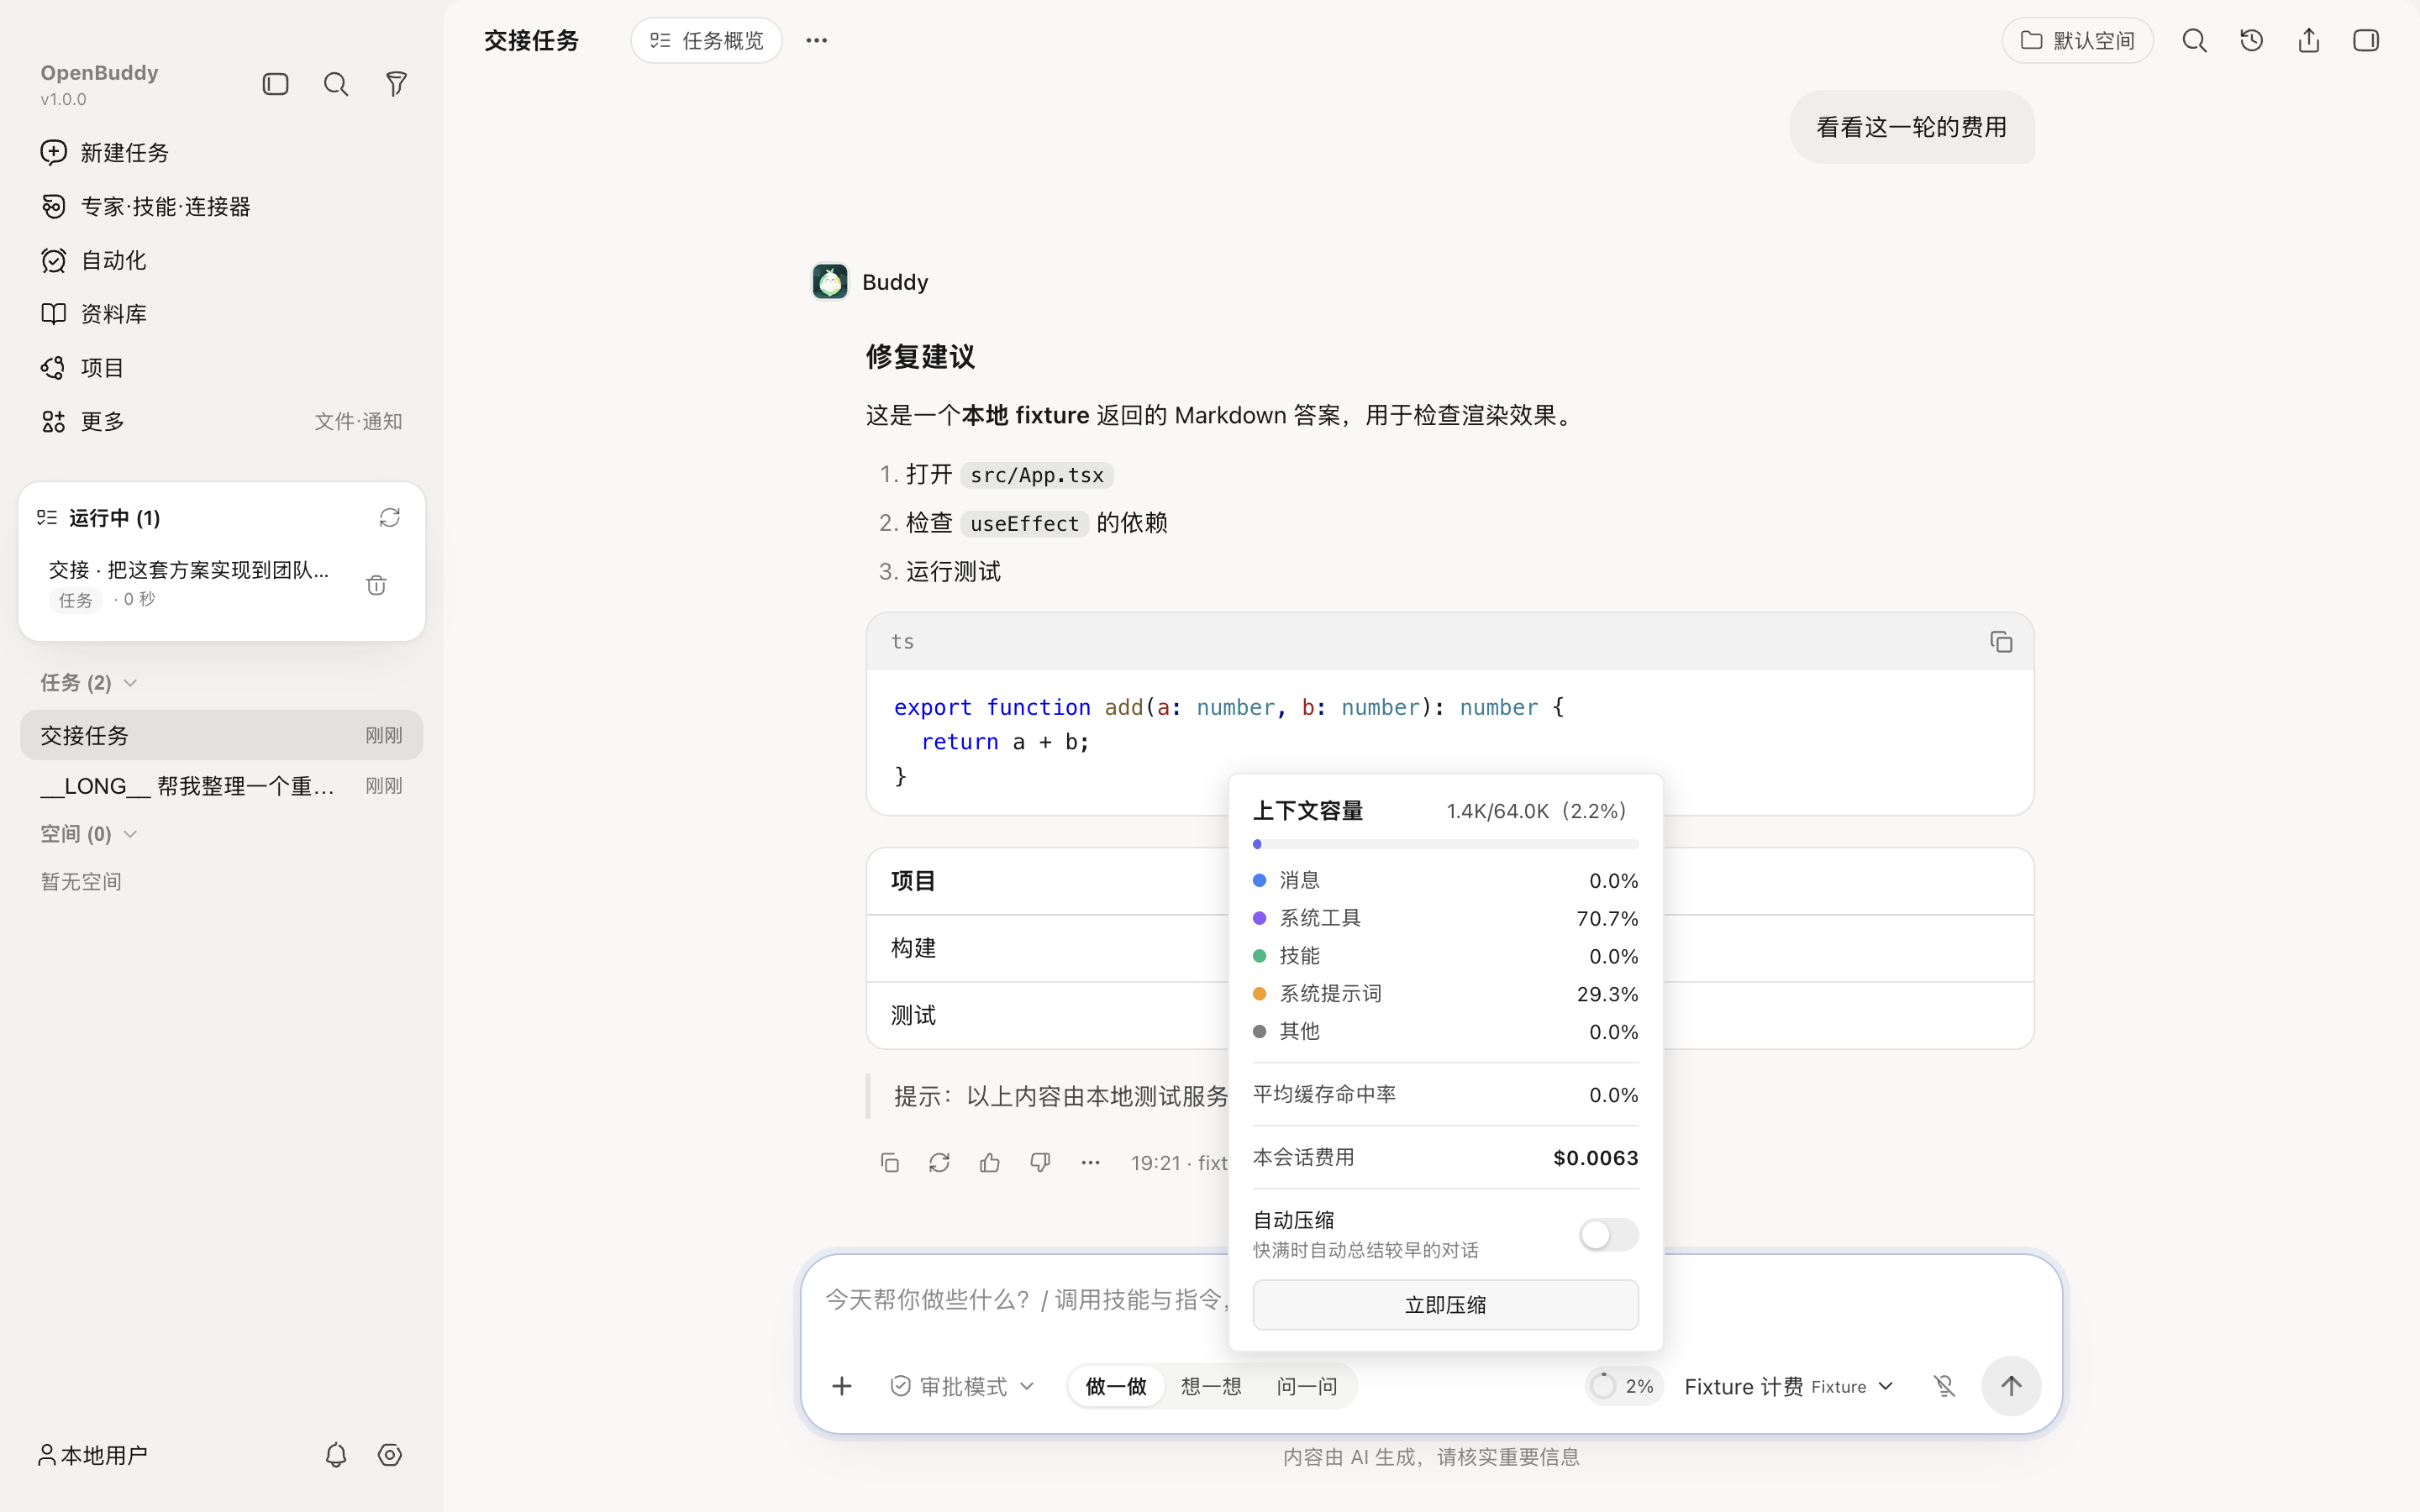 OpenBuddy
v1.0.0
新建任务
专家·技能·连接器
自动化
资料库
项目
更多
文件·通知
运行中 (1)
交接 · 把这套方案实现到团队...
任务 · 0 秒
任务 (2)
交接任务
刚刚
__LONG__ 帮我整理一个重...
刚刚
空间 (0)
暂无空间
本地用户
交接任务
任务概览
默认空间
看看这一轮的费用
Buddy
修复建议
这是一个本地 fixture 返回的 Markdown 答案，用于检查渲染效果。
1. 打开 src/App.tsx
2. 检查 useEffect 的依赖
3. 运行测试
ts
export function add(a: number, b: number): number {
return a + b;
}
项目
构建
测试
提示：以上内容由本地测试服务
19:21 · fixt
上下文容量
1.4K/64.0K（2.2%）
消息
0.0%
系统工具
70.7%
技能
0.0%
系统提示词
29.3%
其他
0.0%
平均缓存命中率
0.0%
本会话费用
$0.0063
自动压缩
快满时自动总结较早的对话
立即压缩
今天帮你做些什么？/ 调用技能与指令，
审批模式
做一做
想一想
问一问
2%
Fixture 计费 Fixture
内容由 AI 生成，请核实重要信息